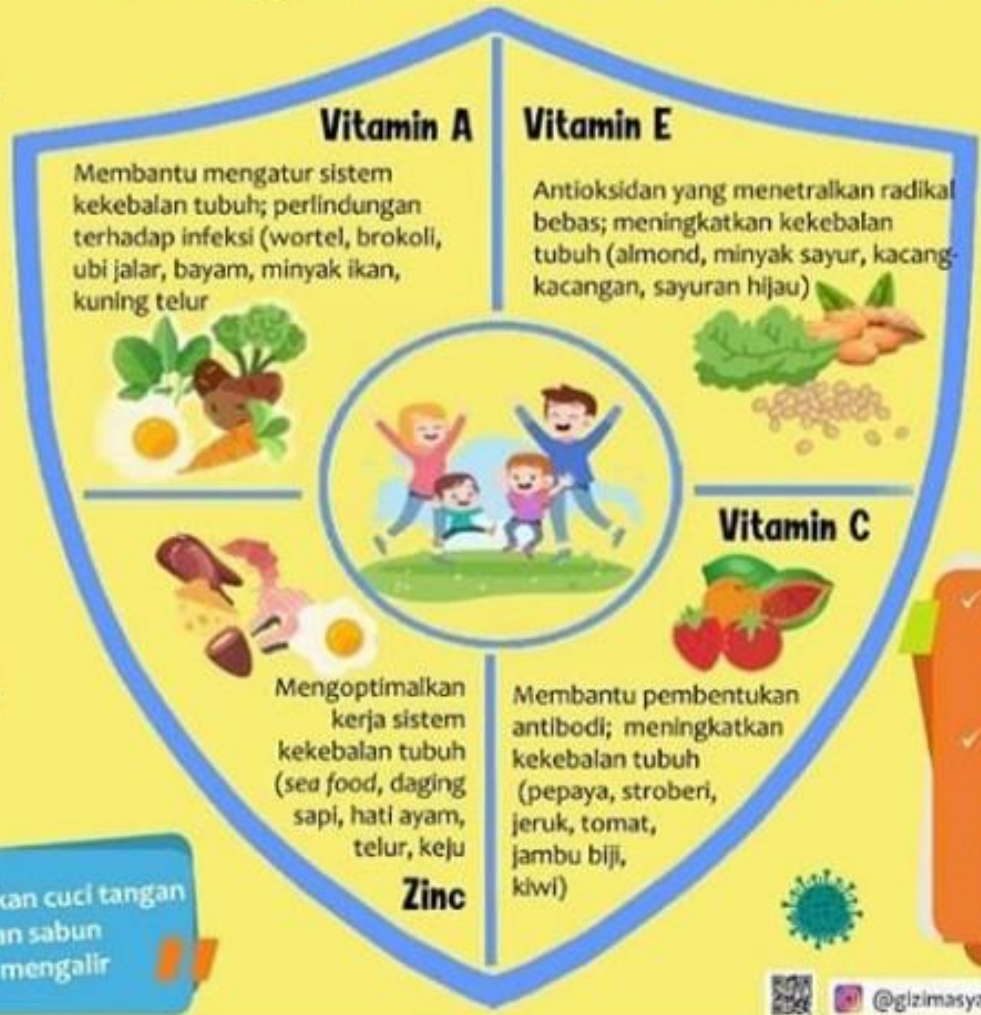 Vitamin A
Membantu mengatur sistem
kekebalan tubuh; perlindungan
terhadap infeksi (wortel, brokoli,
ubi jalar, bayam, minyak ikan,
kuning telur
Vitamin E
Antioksidan yang menetralkan radikal
bebas; meningkatkan kekebalan
tubuh (almond, minyak sayur, kacang-
kacangan, sayuran hijau)
Mengoptimalkan
kerja sistem
kekebalan tubuh
(sea food, daging
sapi, hati ayam,
telur, keju
Zinc
Vitamin C
Membantu pembentukan
antibodi; meningkatkan
kekebalan tubuh
(pepaya, stroberi,
jeruk, tomat,
jambu biji,
kiwi)
cuci tangan
sabun
mengalir